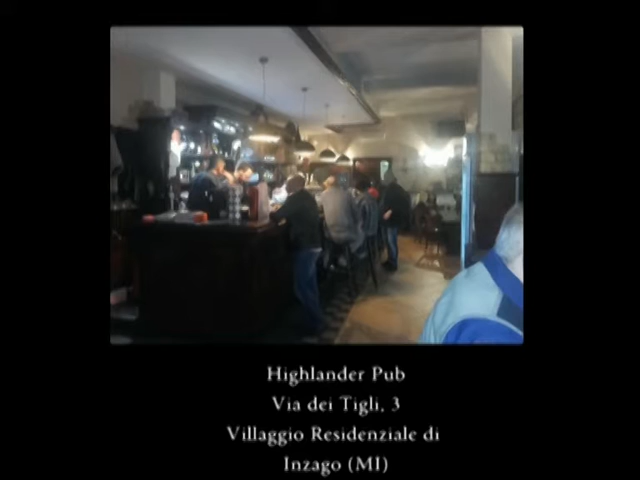 Highlander Pub
Via dei Tigli, 3
Villaggio Residenziale di
Inzago (MI)